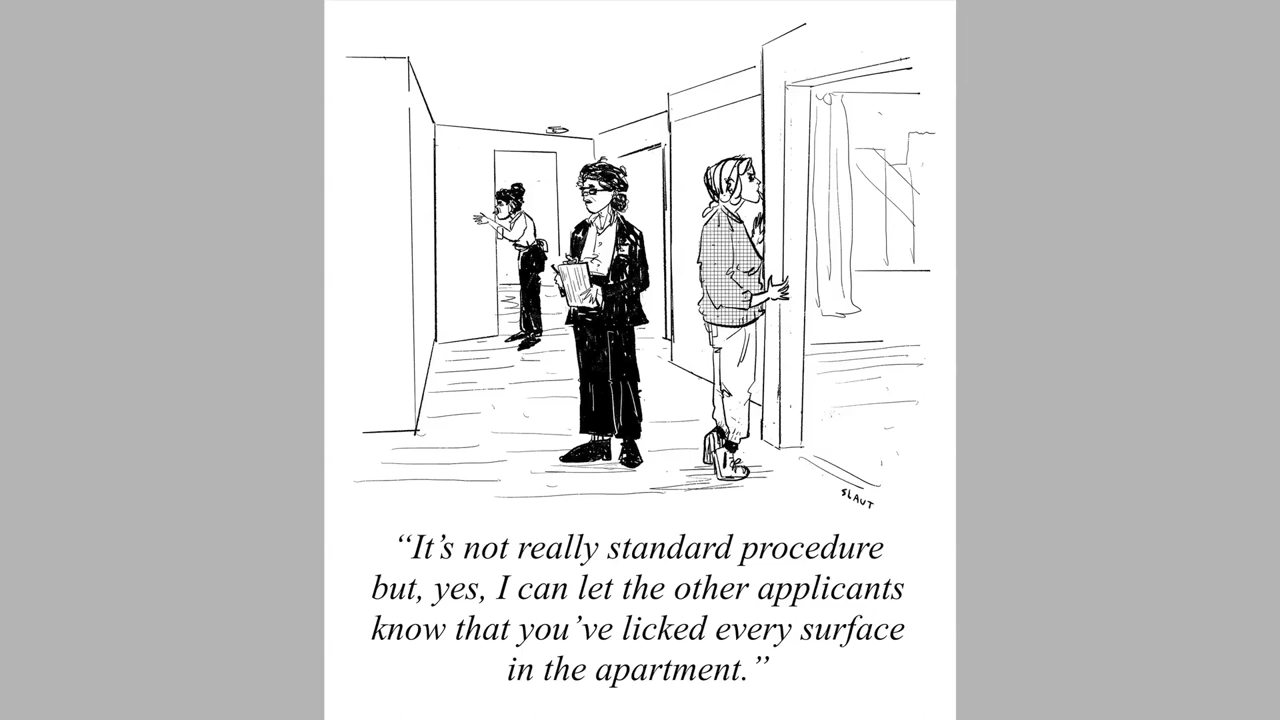 SLAUT
“It’s not really standard procedure
but, yes, I can let the other applicants
know that you’ve licked every surface
in the apartment.”